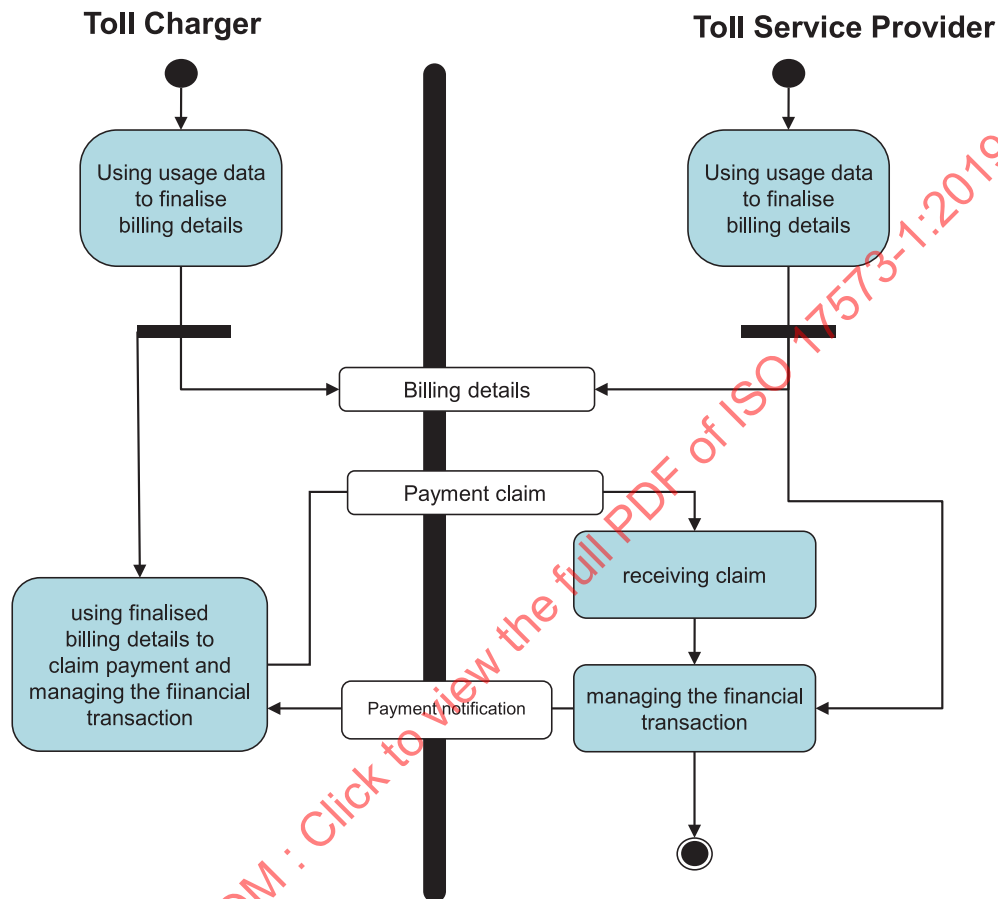 Toll Charger
Toll Service Provider
Using usage data
to finalise
billing details
Using usage data
to finalise
billing details
Billing details
Payment claim
receiving claim
using finalised
billing details to
claim payment and
managing the fiinancial
transaction
Payment notification
managing the financial
transaction
OM : Click to view the full PDF of ISO 17573-1:2019